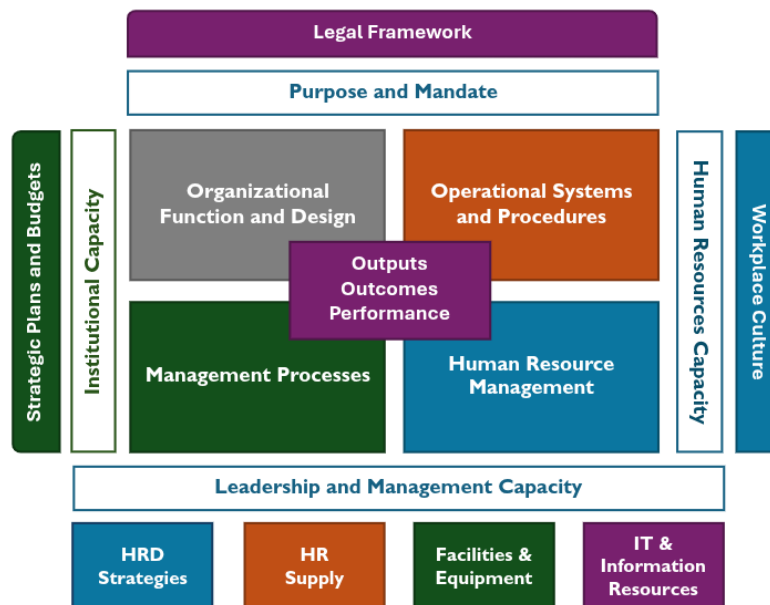 Legal Framework
Purpose and Mandate
Strategic Plans and Budgets
Institutional Capacity
Organizational
Function and Design
Operational Systems
and Procedures
Outputs
Outcomes
Performance
Management Processes
Human Resource
Management
Human Resources Capacity
Workplace Culture
Leadership and Management Capacity
HRD
Strategies
HR
Supply
Facilities &
Equipment
IT &
Information
Resources